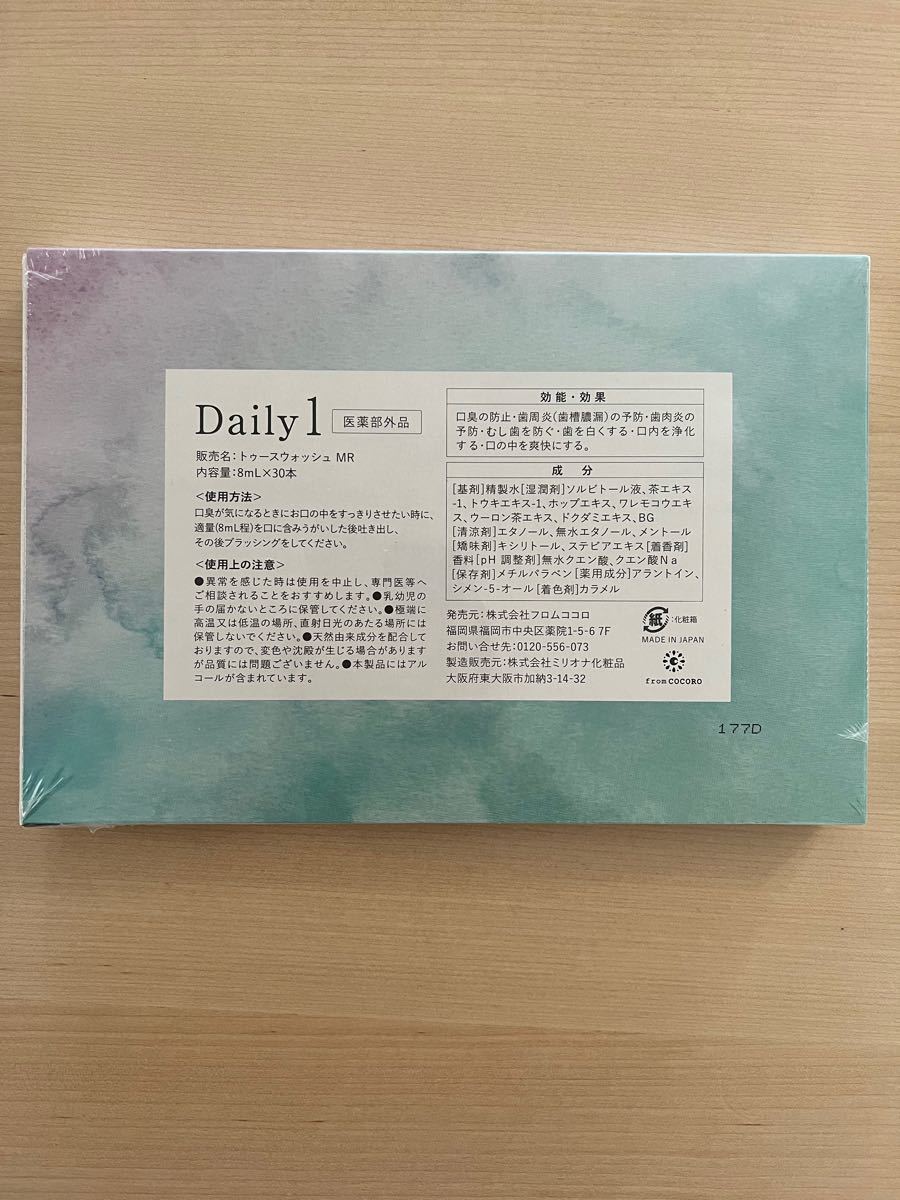 Daily 1 医薬部外品
販売名：トゥースウォッシュ MR
内容量：8mL×30本
＜使用方法＞
口臭が気になるときにお口の中をすっきりさせたい時に、
適量(8mL程)を口に含みうがいした後吐き出し、
その後ブラッシングをしてください。
＜使用上の注意＞
●異常を感じた時は使用を中止し、専門医等へ
ご相談されることをおすすめします。●乳幼児の
手の届かないところに保管してください。●極端に
高温又は低温の場所、直射日光のあたる場所には
保管しないでください。●天然由来成分を配合して
おりますので、変色や沈殿が生じる場合があります
が品質には問題ございません。●本製品にはアル
コールが含まれています。
効能・効果
口臭の防止・歯周炎(歯槽膿漏)の予防・歯肉炎の
予防・むし歯を防ぐ・歯を白くする・口内を浄化
する・口の中を爽快にする。
成分
[基剤]精製水[湿潤剤]ソルビトール液、茶エキス
-1、トウキエキス-1、ホップエキス、ワレモコウエキ
ス、ウーロン茶エキス、ドクダミエキス、BG
[清涼剤]エタノール、無水エタノール、メントール
[矯味剤]キシリトール、ステビアエキス[着香剤]
香料[pH 調整剤]無水クエン酸、クエン酸Na
[保存剤]メチルパラベン[薬用成分]アラントイン、
シメン-5-オール[着色剤]カラメル
発売元：株式会社フロムココロ
福岡県福岡市中央区薬院1-5-6 7F
お問い合せ先：0120-556-073
製造販売元：株式会社ミリオナ化粧品
大阪府東大阪市加納3-14-32
紙：化粧箱
MADE IN JAPAN
from COCORO
177D